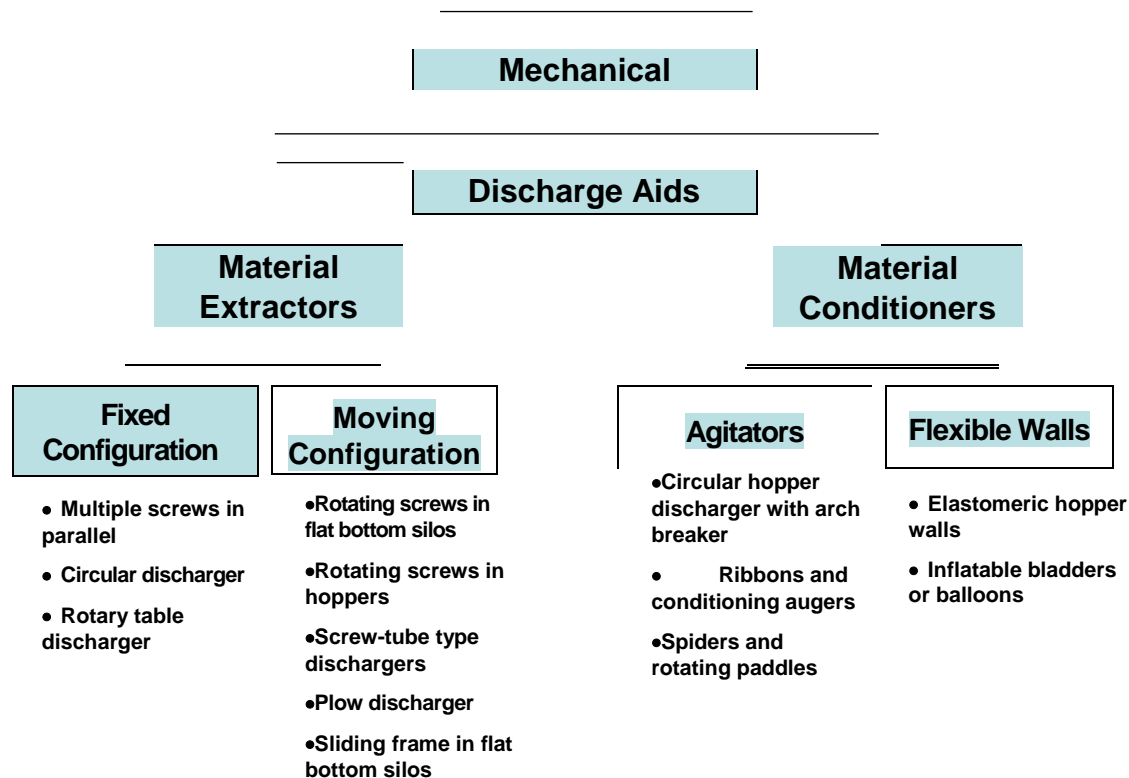 Mechanical
Discharge Aids
Material
Extractors
Material
Conditioners
Fixed
Configuration
• Multiple screws in
parallel
• Circular discharger
• Rotary table
discharger
Moving
Configuration
•Rotating screws in
flat bottom silos
•Rotating screws in
hoppers
•Screw-tube type
dischargers
•Plow discharger
•Sliding frame in flat
bottom silos
Agitators
•Circular hopper
discharger with arch
breaker
• Ribbons and
conditioning augers
•Spiders and
rotating paddles
Flexible Walls
• Elastomeric hopper
walls
• Inflatable bladders
or balloons